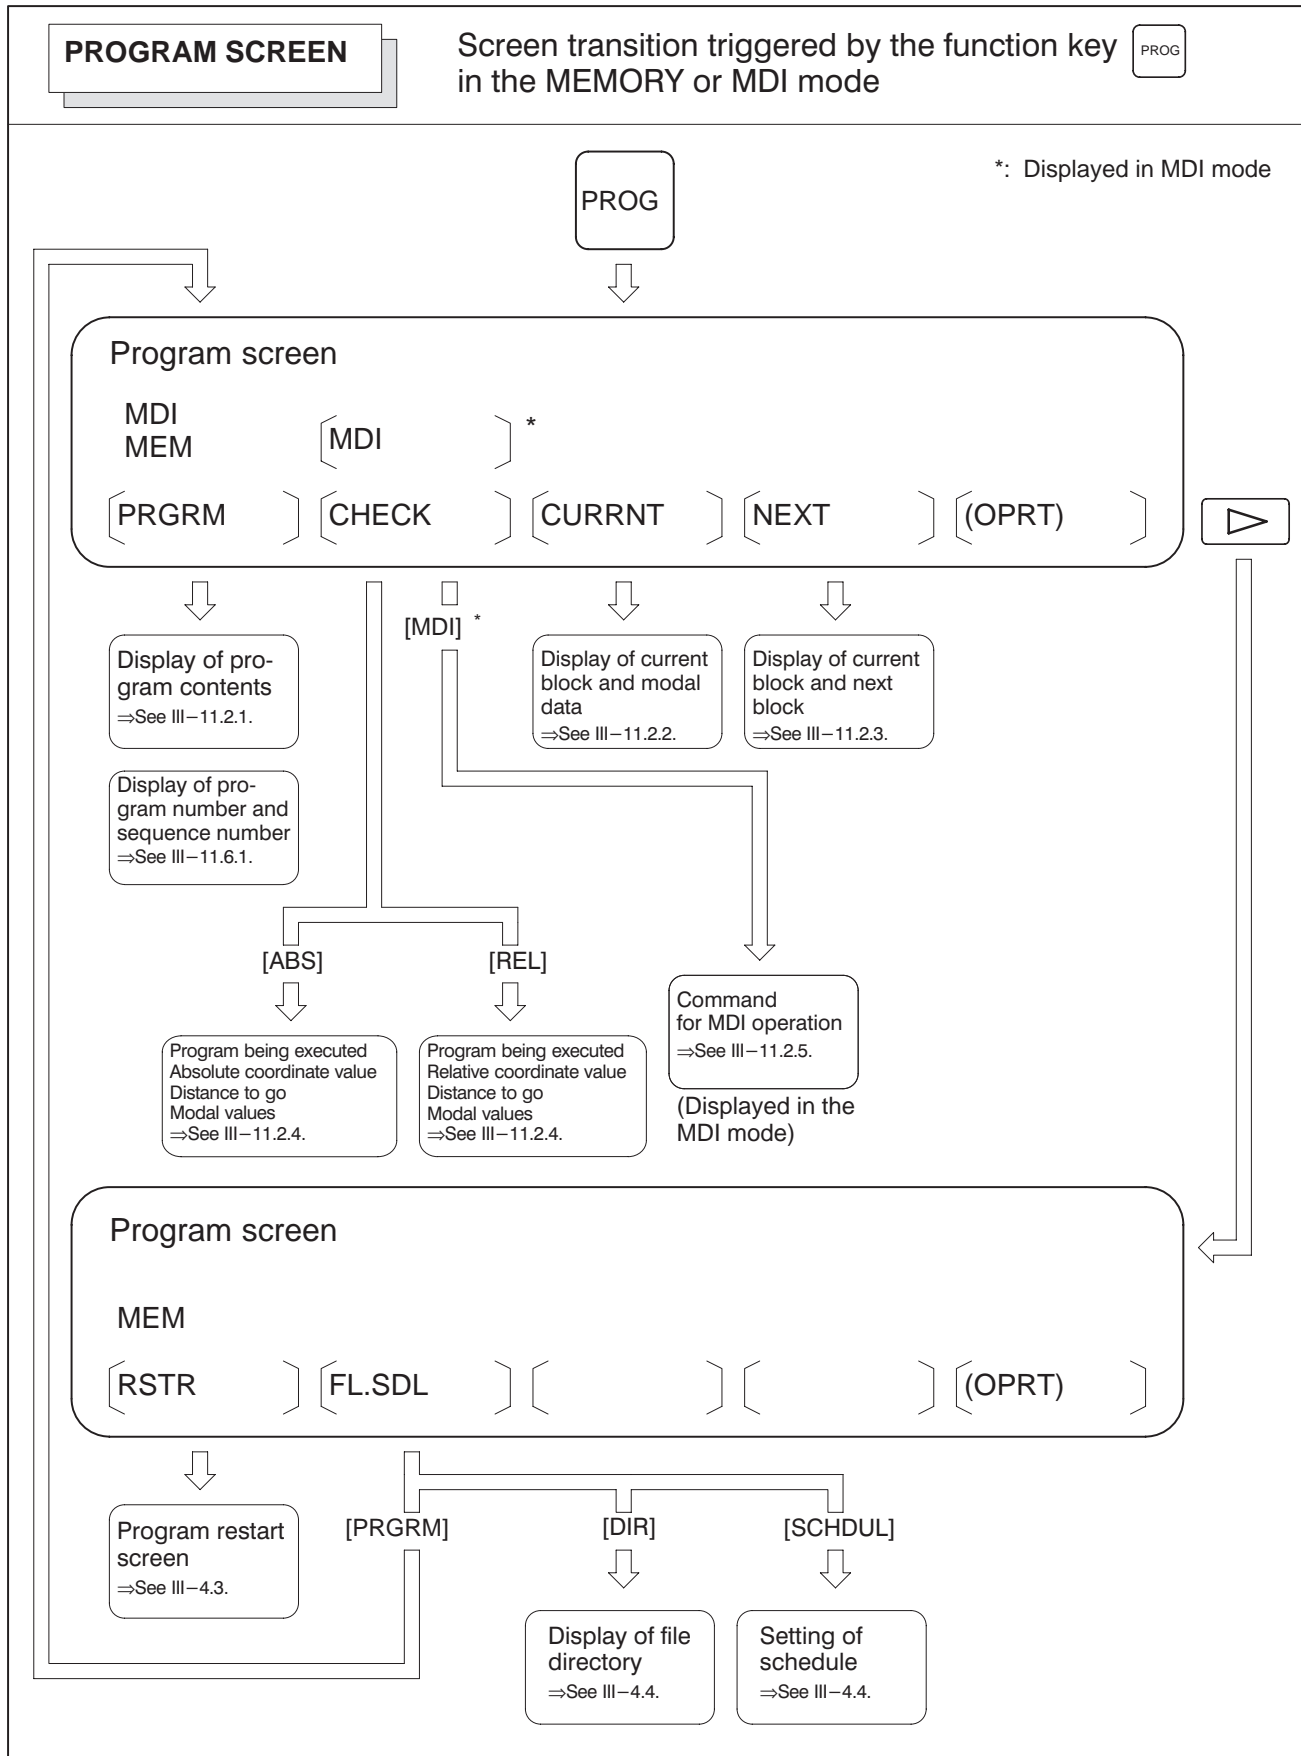 PROGRAM SCREEN
Screen transition triggered by the function key PROG
in the MEMORY or MDI mode
*: Displayed in MDI mode
PROG
Program screen
MDI
MEM
[MDI] *
[PRGRM] [CHECK] [CURRNT] [NEXT] [(OPRT)]
[MDI] *
Display of pro-
gram contents
⇒See III−11.2.1.
Display of current
block and modal
data
⇒See III−11.2.2.
Display of current
block and next
block
⇒See III−11.2.3.
Display of pro-
gram number and
sequence number
⇒See III−11.6.1.
[ABS]
[REL]
Program being executed
Absolute coordinate value
Distance to go
Modal values
⇒See III−11.2.4.
Program being executed
Relative coordinate value
Distance to go
Modal values
⇒See III−11.2.4.
Command
for MDI operation
⇒See III−11.2.5.
(Displayed in the
MDI mode)
Program screen
MEM
[RSTR] [FL.SDL] [ ] [ ] [(OPRT)]
Program restart
screen
⇒See III−4.3.
[PRGRM]
[DIR]
[SCHDUL]
Display of file
directory
⇒See III−4.4.
Setting of
schedule
⇒See III−4.4.